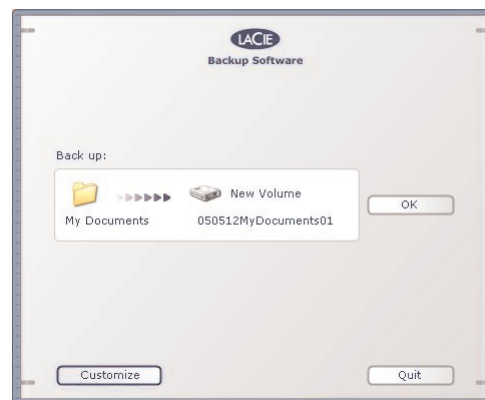 LACIE
Backup Software
Back up:
New Volume
My Documents 050512MyDocuments01
OK
Customize Quit